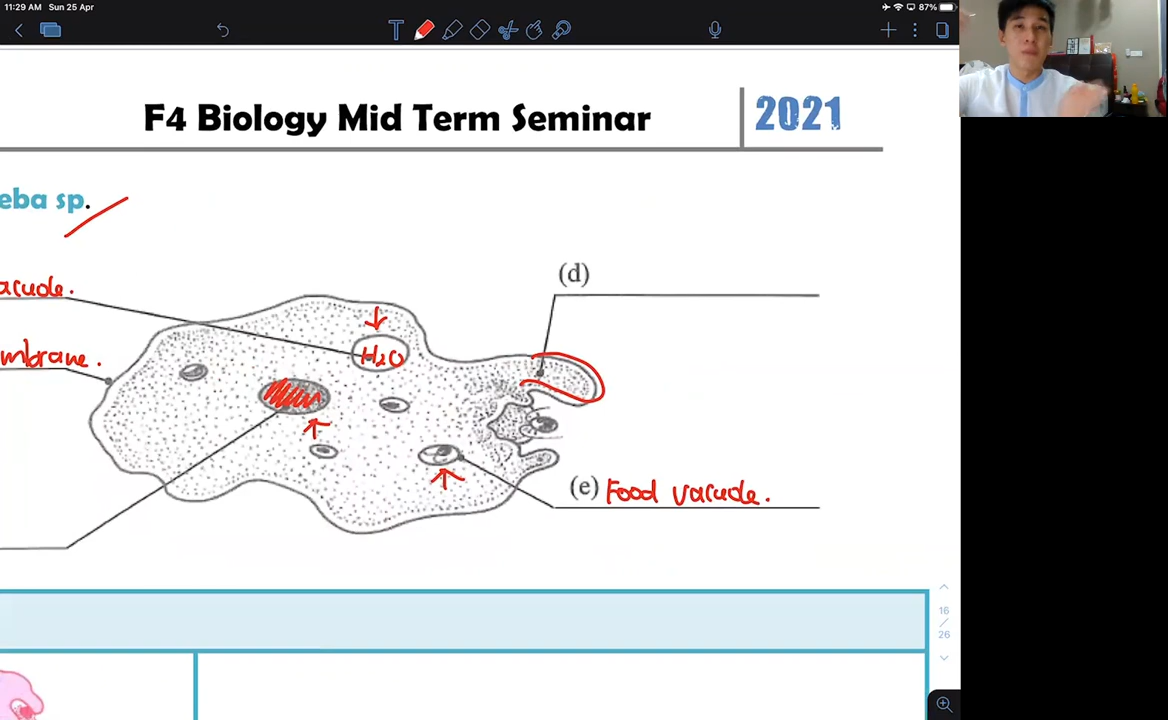 11:29 AM Sun 25 Apr
87%
F4 Biology Mid Term Seminar
2021
eba sp.
(d)
acuole.
H2O
mbrane.
(e) Food vacuole.
16
/
26